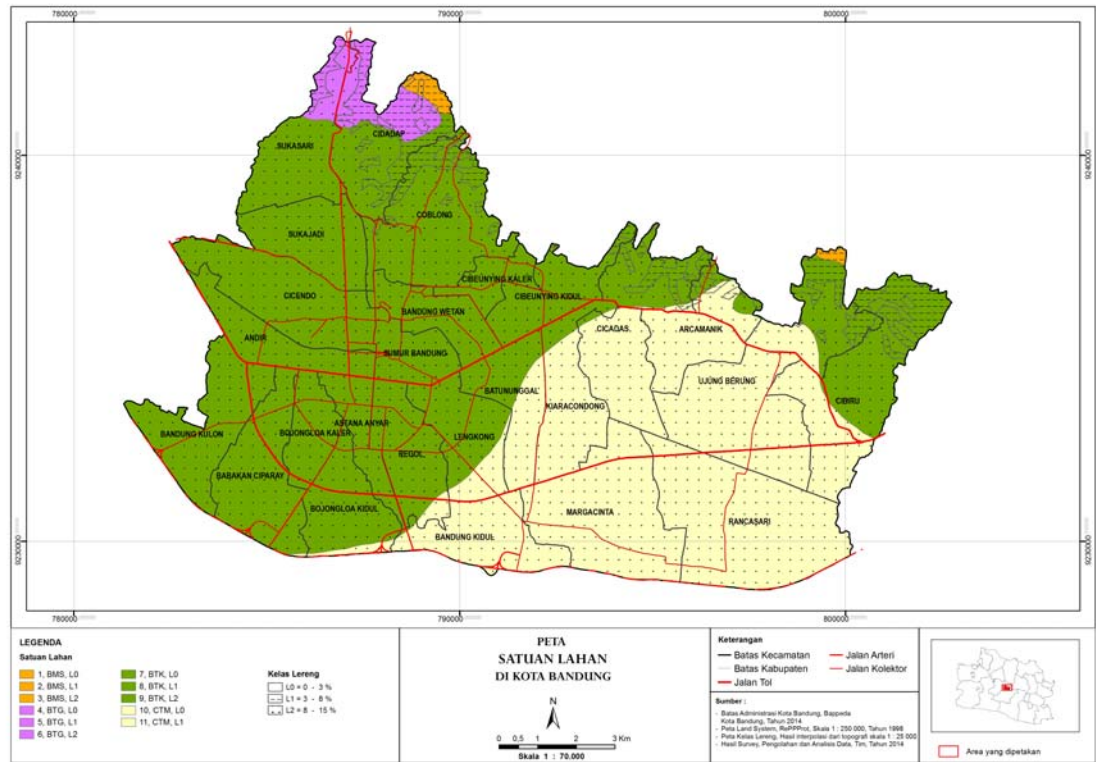 780000
790000
800000
9240000
9240000
CIDADAP
SUKASARI
COBLONG
SUKAJADI
CIBEUNYING KALER
CIBEUNYING KIDUL
CICENDO
BANDUNG WETAN
CICADAS
ARCAMANIK
ANDIR
SUMUR BANDUNG
UJUNG BERUNG
BATUNUNGGAL
CIBIRU
KIARACONDONG
ASTANA ANYAR
BANDUNG KULON
BOJONGLOA KALER
LENGKONG
REGOL
BABAKAN CIPARAY
BOJONGLOA KIDUL
MARGACINTA
RANCASARI
BANDUNG KIDUL
9230000
9230000
780000
790000
800000
LEGENDA
Satuan Lahan
1, BMS, L0
2, BMS, L1
3, BMS, L2
4, BTG, L0
5, BTG, L1
6, BTG, L2
7, BTK, L0
8, BTK, L1
9, BTK, L2
10, CTM, L0
11, CTM, L1
Kelas Lereng
L0 = 0 - 3 %
L1 = 3 - 8 %
L2 = 8 - 15 %
PETA
SATUAN LAHAN
DI KOTA BANDUNG
N
0 0,5 1 2 3 Km
Skala 1 : 70.000
Keterangan
Batas Kecamatan
Batas Kabupaten
Jalan Tol
Jalan Arteri
Jalan Kolektor
Sumber :
- Batas Administrasi Kota Bandung, Bappeda
Kota Bandung, Tahun 2014
- Peta Land System, RePPProt, Skala 1 : 250 000, Tahun 1998
- Peta Kelas Lereng, Hasil interpolasi dari topografi skala 1 : 25 000
- Hasil Survey, Pengolahan dan Analisis Data, Tim, Tahun 2014
Area yang dipetakan